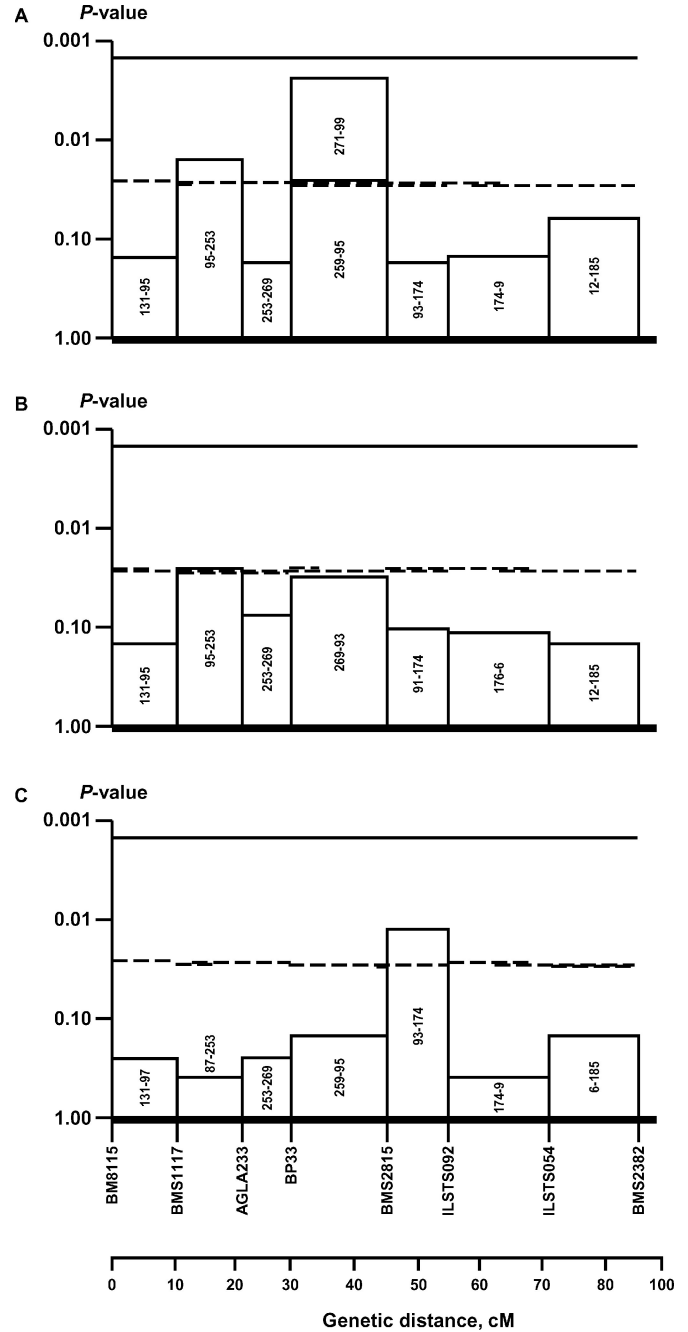 A
P-value
0.001
0.01
0.10
1.00
131-95
95-253
253-269
271-99
259-95
93-174
174-9
12-185
B
P-value
0.001
0.01
0.10
1.00
131-95
95-253
253-269
269-93
91-174
176-6
12-185
C
P-value
0.001
0.01
0.10
1.00
131-97
87-253
253-269
259-95
93-174
174-9
6-185
BM8115
BMS1117
AGLA233
BP33
BMS2815
ILSTS092
ILSTS054
BMS2382
0 10 20 30 40 50 60 70 80 100
Genetic distance, cM